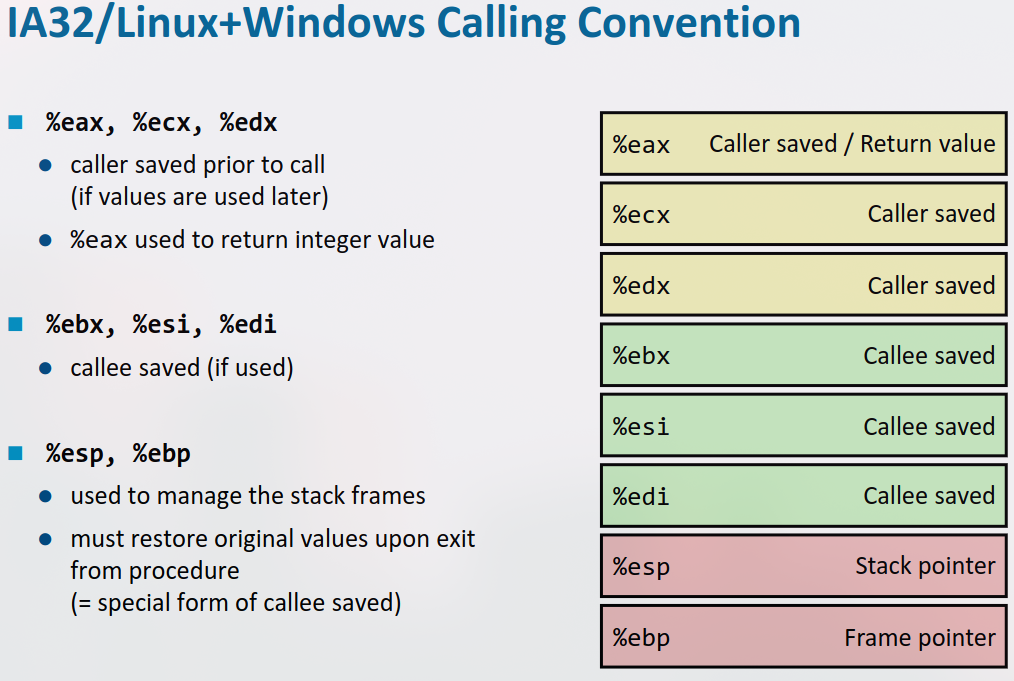 IA32/Linux+Windows Calling Convention
%eax, %ecx, %edx
caller saved prior to call
(if values are used later)
%eax used to return integer value
%ebx, %esi, %edi
callee saved (if used)
%esp, %ebp
used to manage the stack frames
must restore original values upon exit
from procedure
(= special form of callee saved)
%eax Caller saved / Return value
%ecx Caller saved
%edx Caller saved
%ebx Callee saved
%esi Callee saved
%edi Callee saved
%esp Stack pointer
%ebp Frame pointer